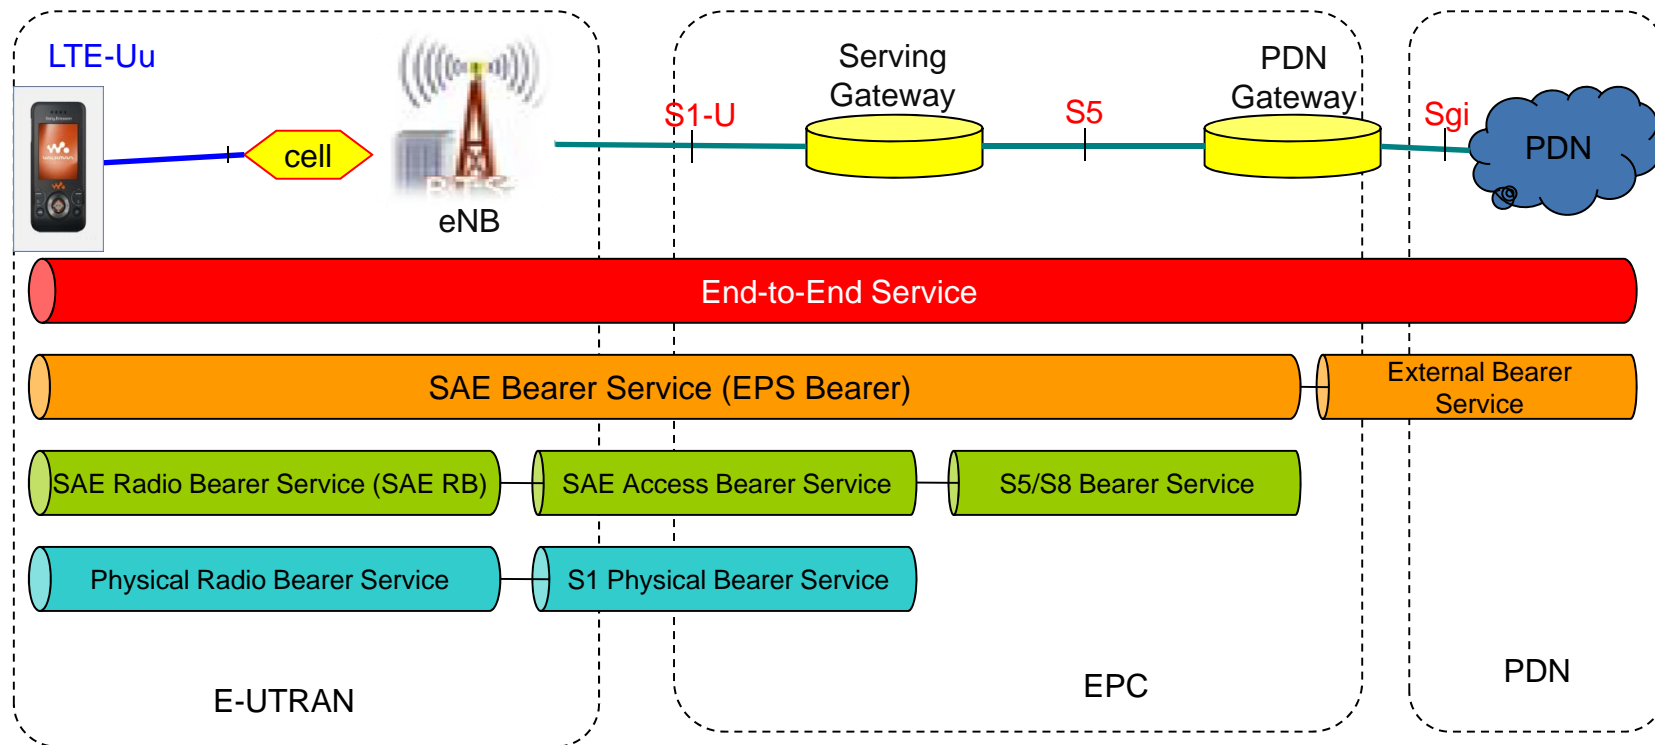 LTE-Uu
cell
eNB
S1-U
Serving
Gateway
S5
PDN
Gateway
Sgi
PDN
End-to-End Service
SAE Bearer Service (EPS Bearer)
External Bearer
Service
SAE Radio Bearer Service (SAE RB)
SAE Access Bearer Service
S5/S8 Bearer Service
Physical Radio Bearer Service
S1 Physical Bearer Service
E-UTRAN
EPC
PDN